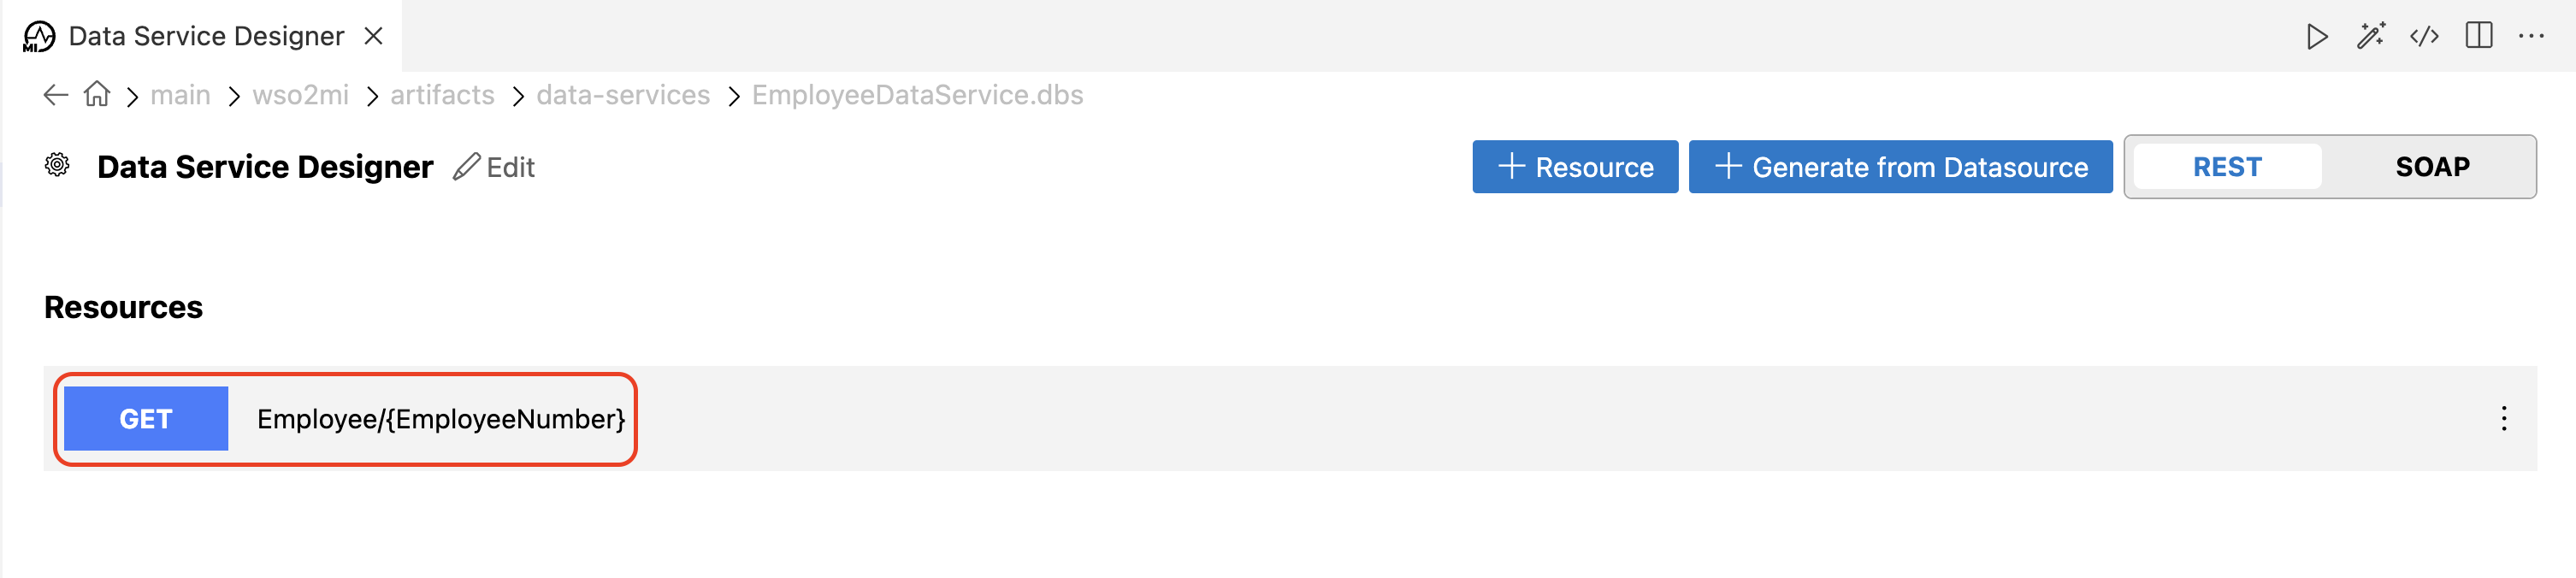 MI Data Service Designer
main > wso2mi > artifacts > data-services > EmployeeDataService.dbs
Data Service Designer Edit
+ Resource + Generate from Datasource REST SOAP
Resources
GET Employee/{EmployeeNumber}